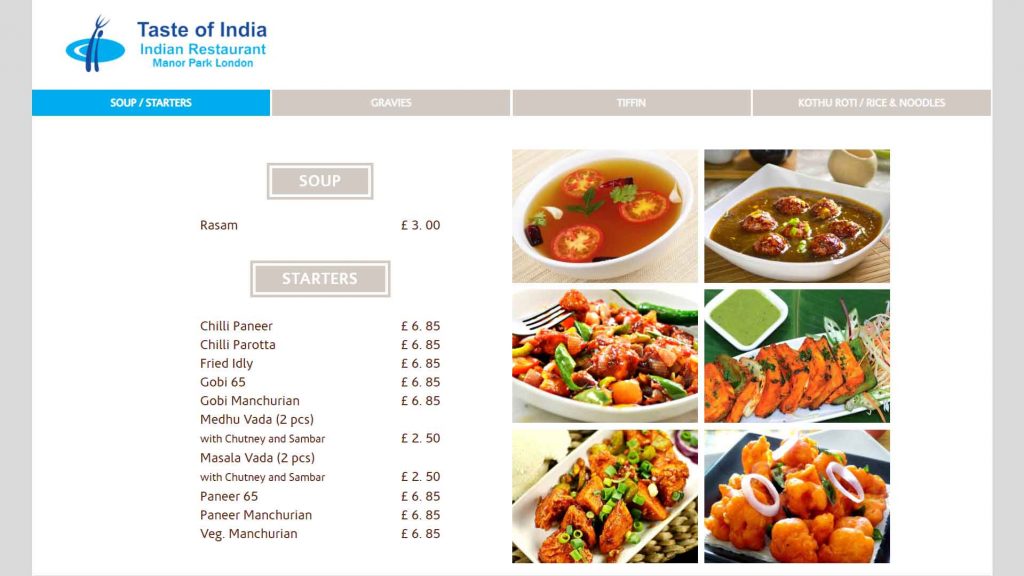 Taste of India
Indian Restaurant
Manor Park London
SOUP / STARTERS
GRAVIES
TIFFIN
KOTHU ROTI / RICE & NOODLES
SOUP
Rasam £ 3. 00
STARTERS
Chilli Paneer £ 6. 85
Chilli Parotta £ 6. 85
Fried Idly £ 6. 85
Gobi 65 £ 6. 85
Gobi Manchurian £ 6. 85
Medhu Vada (2 pcs)
with Chutney and Sambar £ 2. 50
Masala Vada (2 pcs)
with Chutney and Sambar £ 2. 50
Paneer 65 £ 6. 85
Paneer Manchurian £ 6. 85
Veg. Manchurian £ 6. 85